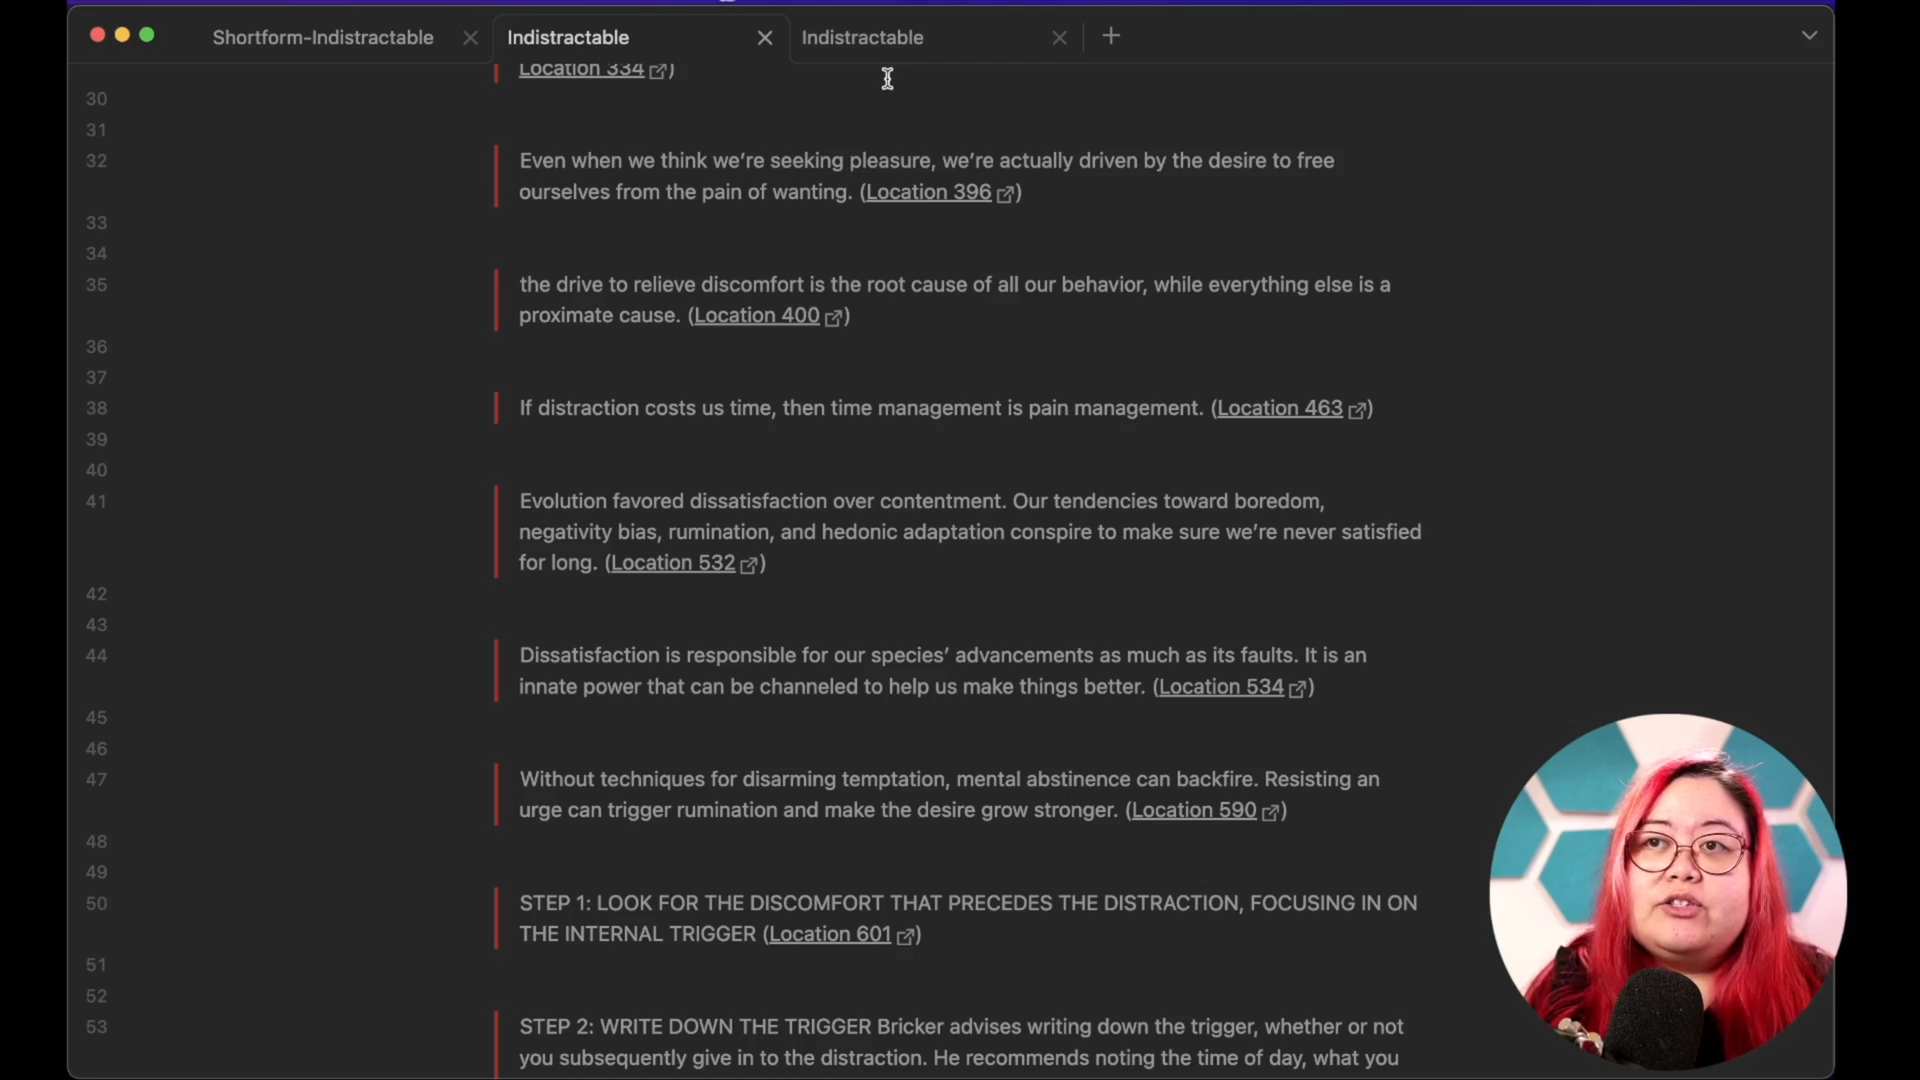 Shortform-Indistractable
Indistractable
Indistractable
Location 334)
30
31
32
Even when we think we’re seeking pleasure, we’re actually driven by the desire to free
ourselves from the pain of wanting. (Location 396)
33
34
35
the drive to relieve discomfort is the root cause of all our behavior, while everything else is a
proximate cause. (Location 400)
36
37
38
If distraction costs us time, then time management is pain management. (Location 463)
39
40
41
Evolution favored dissatisfaction over contentment. Our tendencies toward boredom,
negativity bias, rumination, and hedonic adaptation conspire to make sure we’re never satisfied
for long. (Location 532)
42
43
44
Dissatisfaction is responsible for our species’ advancements as much as its faults. It is an
innate power that can be channeled to help us make things better. (Location 534)
45
46
47
Without techniques for disarming temptation, mental abstinence can backfire. Resisting an
urge can trigger rumination and make the desire grow stronger. (Location 590)
48
49
50
STEP 1: LOOK FOR THE DISCOMFORT THAT PRECEDES THE DISTRACTION, FOCUSING IN ON
THE INTERNAL TRIGGER (Location 601)
51
52
53
STEP 2: WRITE DOWN THE TRIGGER Bricker advises writing down the trigger, whether or not
you subsequently give in to the distraction. He recommends noting the time of day, what you